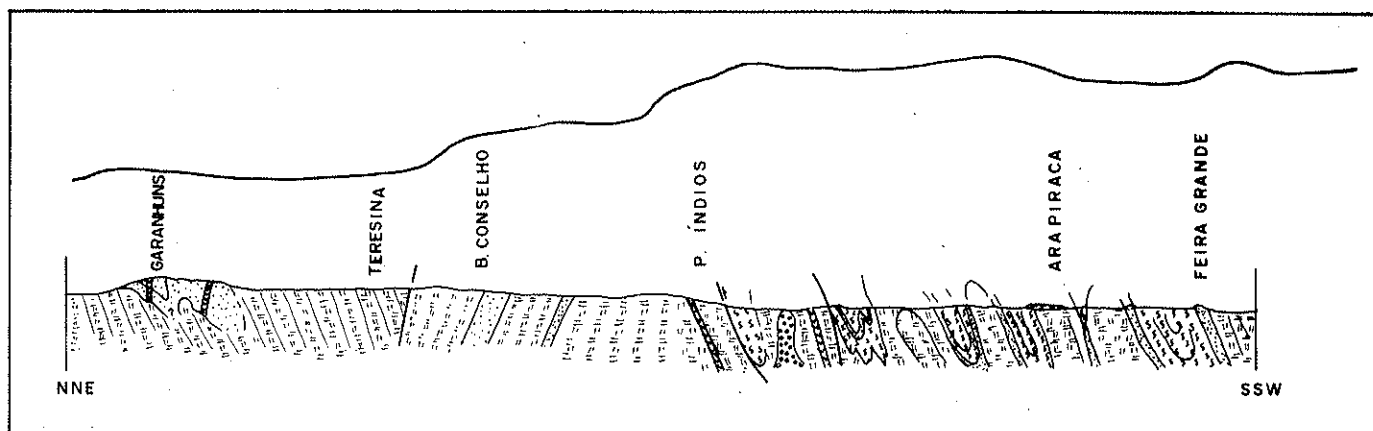 GARANHUNS
TERESINA
B. CONSELHO
P. ÍNDIOS
ARAPIRACA
FEIRA GRANDE
NNE
SSW